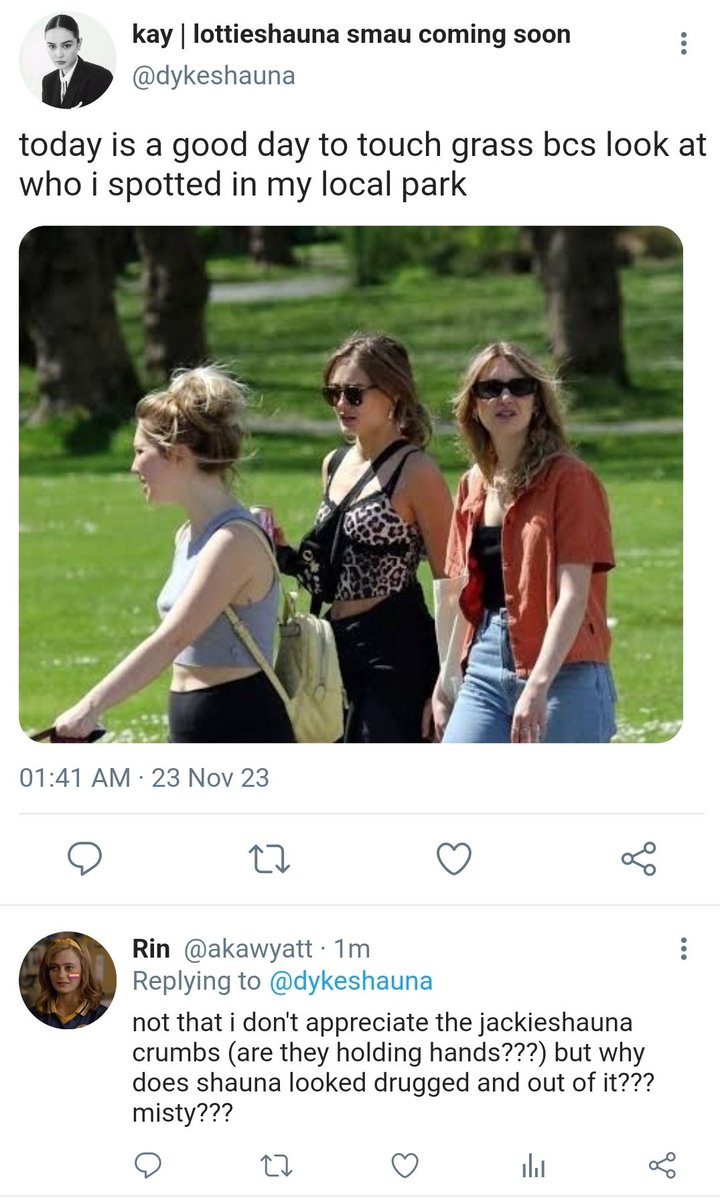 kay | lottieshauna smau coming soon
@dykeshauna
today is a good day to touch grass bcs look at
who i spotted in my local park
01:41 AM · 23 Nov 23
Rin @akawyatt · 1m
Replying to @dykeshauna
not that i don't appreciate the jackieshauna
crumbs (are they holding hands???) but why
does shauna looked drugged and out of it???
misty???